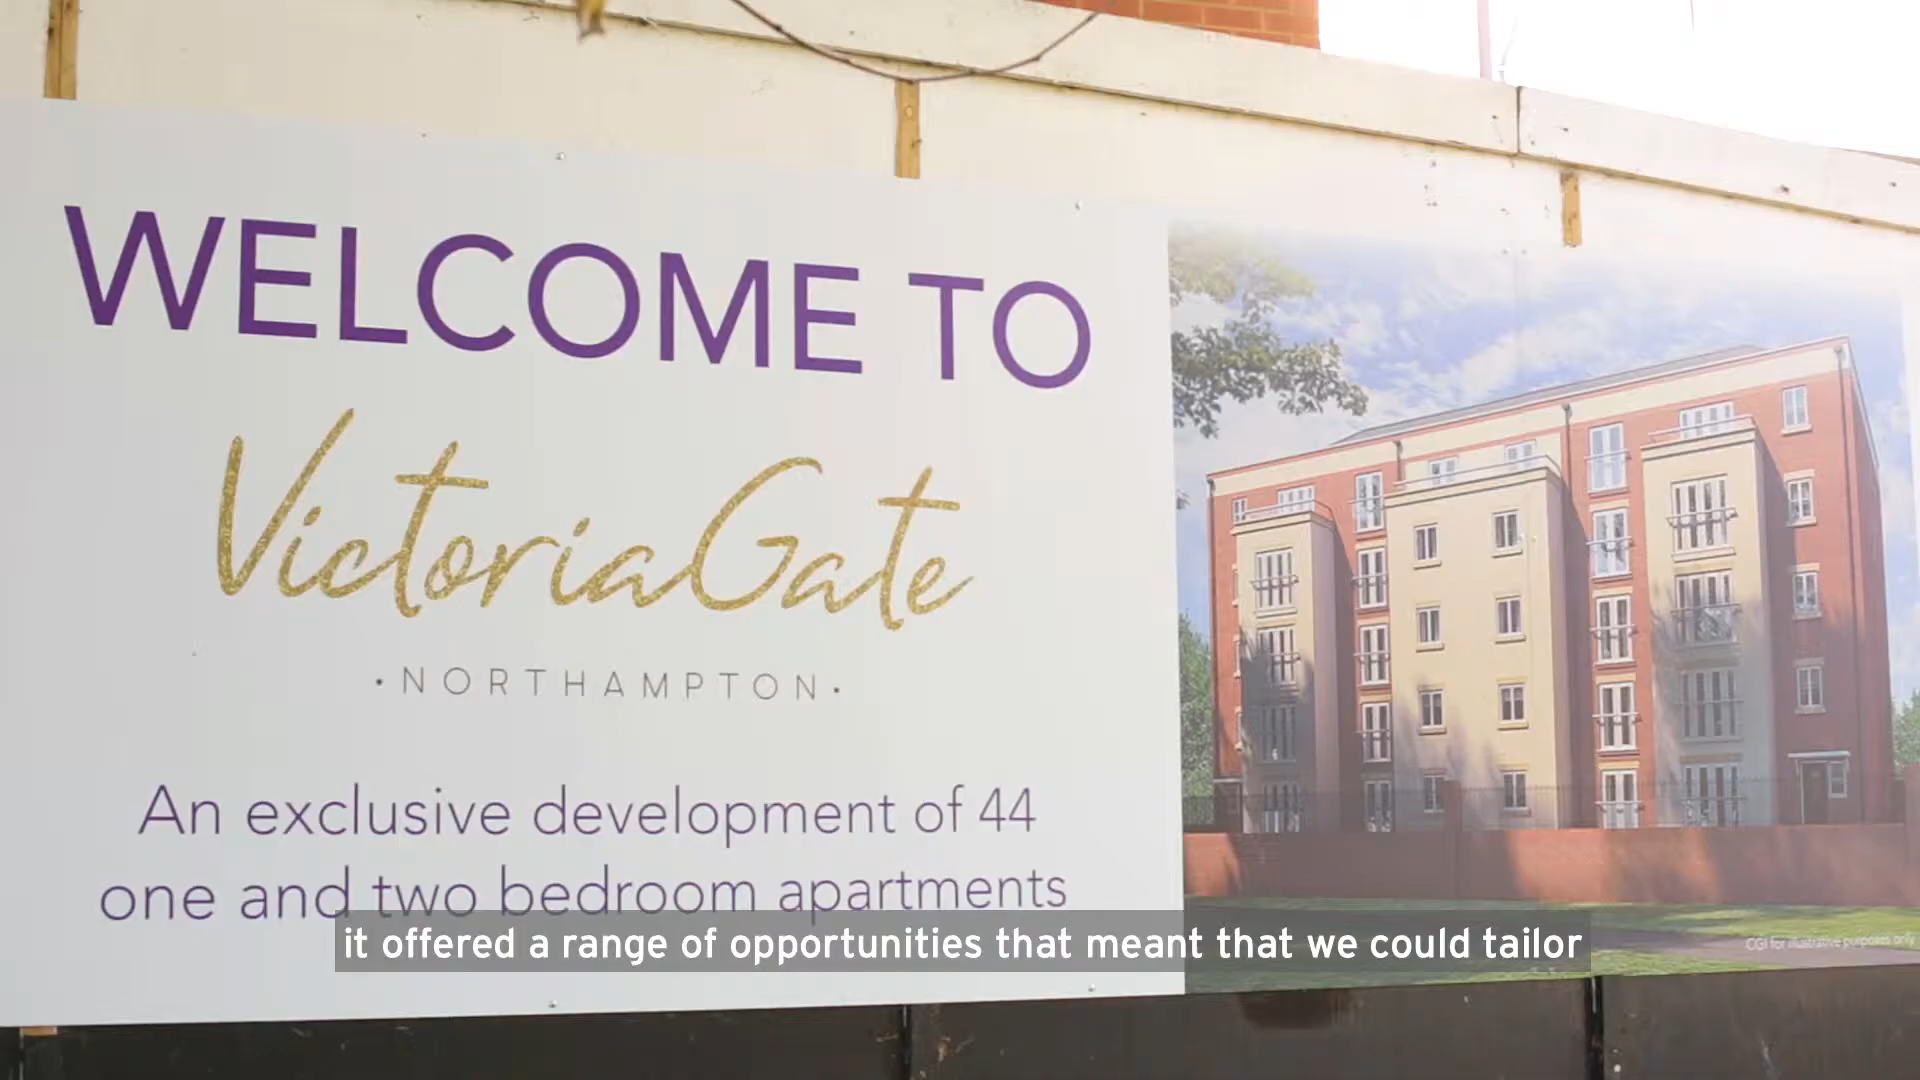 WELCOME TO
VictoriaGate
·NORTHAMPTON·
An exclusive development of 44
one and two bedroom apartments
it offered a range of opportunities that meant that we could tailor
CGI for illustrative purposes only